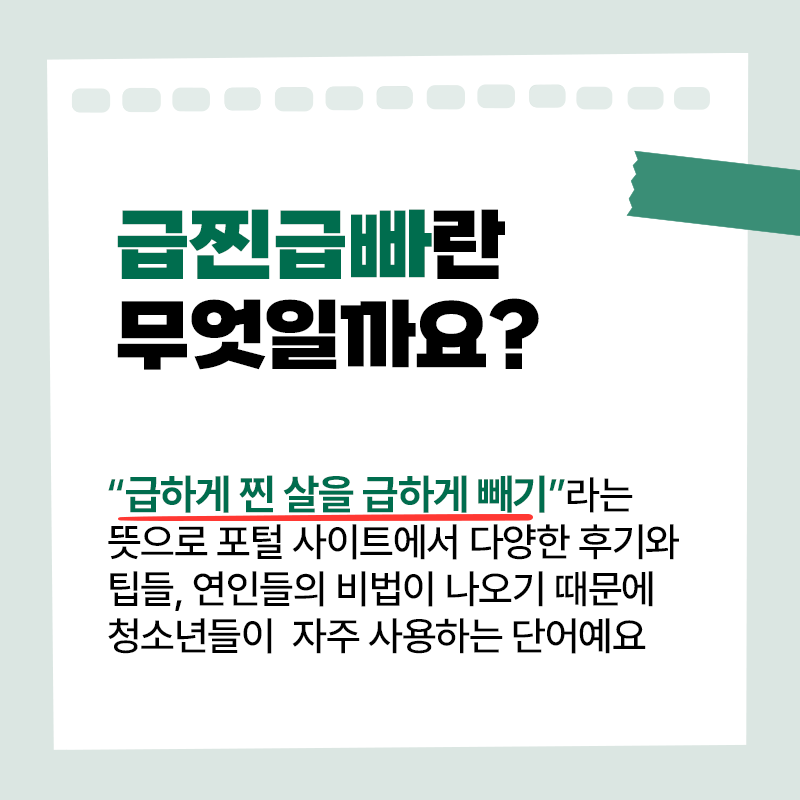 급찐급빠란
무엇일까요?
“급하게 찐 살을 급하게 빼기”라는
뜻으로 포털 사이트에서 다양한 후기와
팁들, 연인들의 비법이 나오기 때문에
청소년들이 자주 사용하는 단어예요